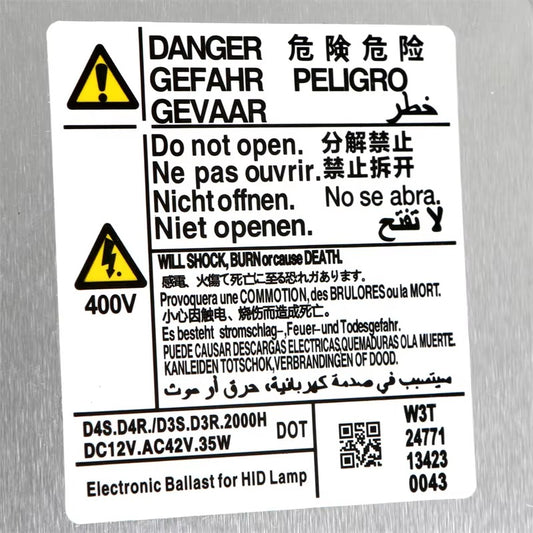 DANGER 危険危险
GEFAHR PELIGRO
GEVAAR خطر
Do not open. 分解禁止
Ne pas ouvrir. 禁止拆开
Nicht offnen. No se abra.
Niet openen. لا تفتح
400V
WILL SHOCK, BURN or cause DEATH.
感電、火傷て死亡に至る恐れガあります。
Provoquera une COMMOTION, des BRULORES ou la MORT.
小心因触电、烧伤而造成死亡。
Es besteht stromschlag-, Feuer-und Todesgefahr.
PUEDE CAUSAR DESCARGAS ELECTRICAS, QUEMADURAS O LA MUERTE.
KANLEIDEN TOTSCHOK, VERBRANDINGEN OF DOOD.
سيتسبب في صدمة كهربائية، حرق أو موت
D4S.D4R./D3S.D3R.2000H
DC12V.AC42V.35W
DOT
Electronic Ballast for HID Lamp
W3T
24771
13423
0043